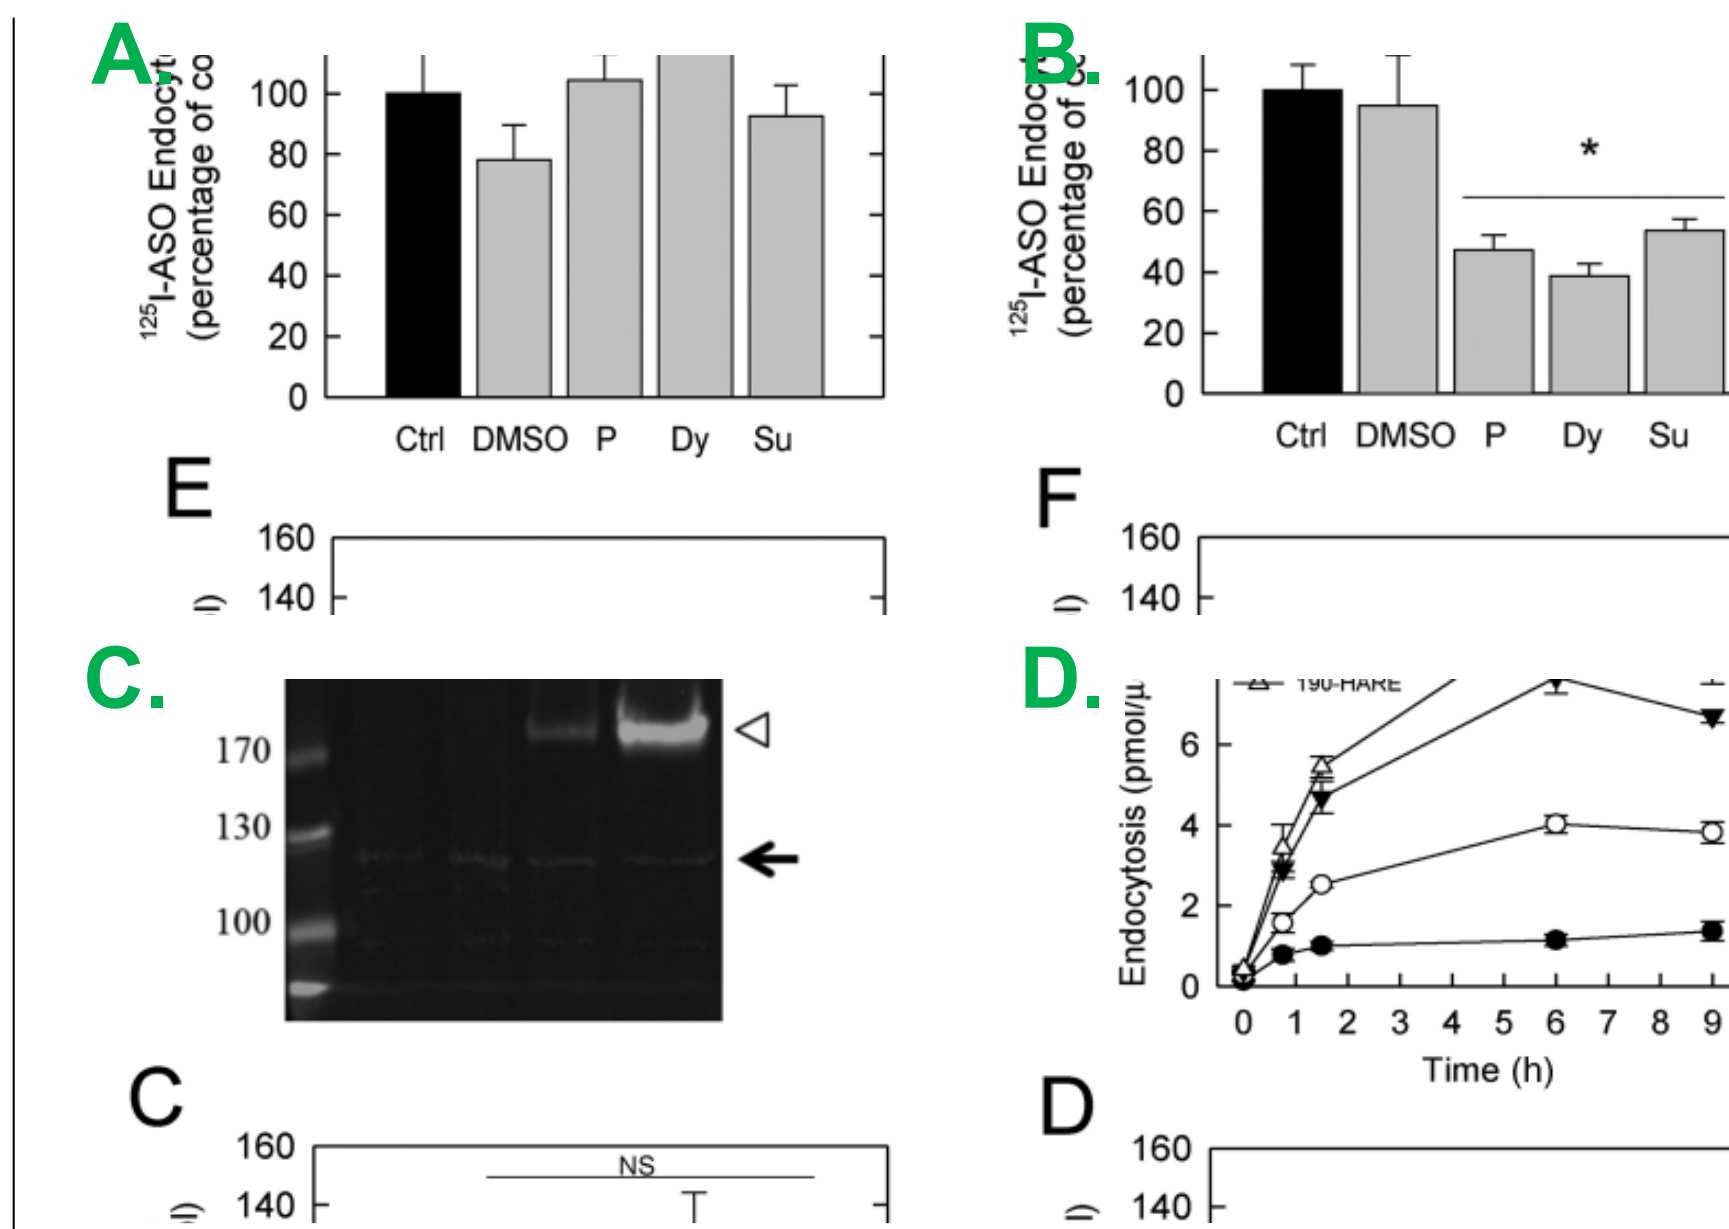 A.
¹²⁵I-ASO Endocyt
(percentage of co
100
80
60
40
20
0
Ctrl DMSO P Dy Su
B.
¹²⁵I-ASO Endocyt
(percentage of co
100
80
60
40
20
0
*
Ctrl DMSO P Dy Su
E
160
140
F
160
140
C.
170
130
100
D.
190-HARE
Endocytosis (pmol/µ
6
4
2
0
0 1 2 3 4 5 6 7 8 9
Time (h)
C
160
140
NS
D
160
140